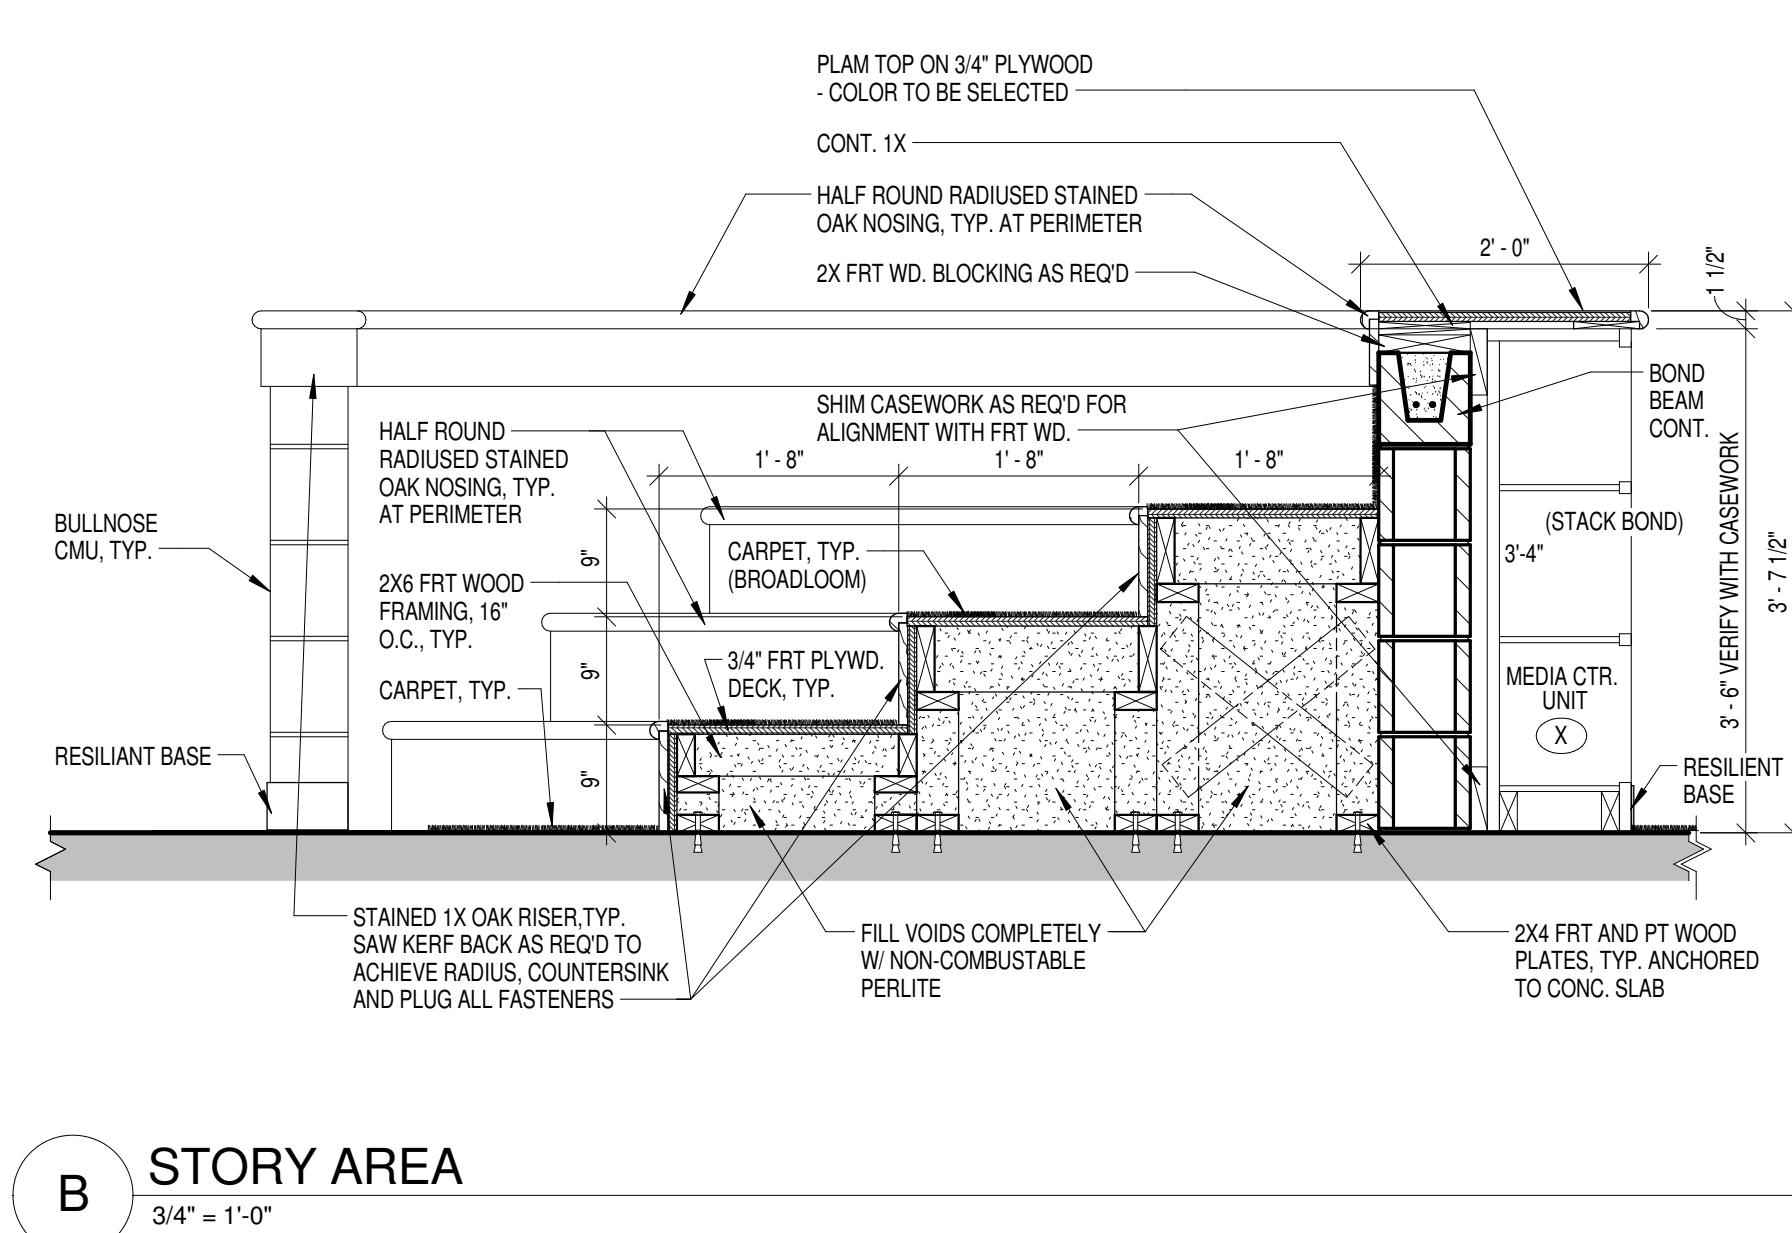 PLAM TOP ON 3/4" PLYWOOD
- COLOR TO BE SELECTED
CONT. 1X
HALF ROUND RADIUSED STAINED
OAK NOSING, TYP. AT PERIMETER
2X FRT WD. BLOCKING AS REQ'D
2' - 0"
1 1/2"
SHIM CASEWORK AS REQ'D FOR
ALIGNMENT WITH FRT WD.
BOND
BEAM
CONT.
HALF ROUND
RADIUSED STAINED
OAK NOSING, TYP.
AT PERIMETER
1' - 8"
1' - 8"
1' - 8"
BULLNOSE
CMU, TYP.
(STACK BOND)
3'-4"
3' - 6" VERIFY WITH CASEWORK
3' - 7 1/2"
9"
9"
9"
CARPET, TYP.
(BROADLOOM)
2X6 FRT WOOD
FRAMING, 16"
O.C., TYP.
3/4" FRT PLYWD.
DECK, TYP.
CARPET, TYP.
MEDIA CTR.
UNIT
X
RESILIANT BASE
RESILIENT
BASE
STAINED 1X OAK RISER,TYP.
SAW KERF BACK AS REQ'D TO
ACHIEVE RADIUS, COUNTERSINK
AND PLUG ALL FASTENERS
FILL VOIDS COMPLETELY
W/ NON-COMBUSTABLE
PERLITE
2X4 FRT AND PT WOOD
PLATES, TYP. ANCHORED
TO CONC. SLAB
B
STORY AREA
3/4" = 1'-0"